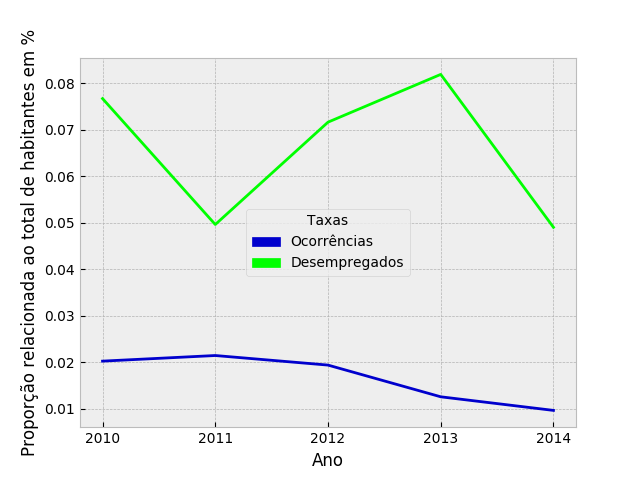 Proporção relacionada ao total de habitantes em %
0.08
0.07
0.06
0.05
0.04
0.03
0.02
0.01
Taxas
Ocorrências
Desempregados
2010 2011 2012 2013 2014
Ano